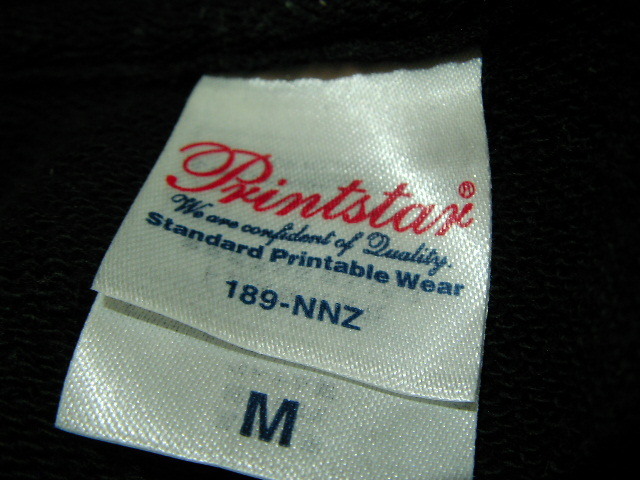 Printstar®
We are confident of Quality.
Standard Printable Wear
189-NNZ
M